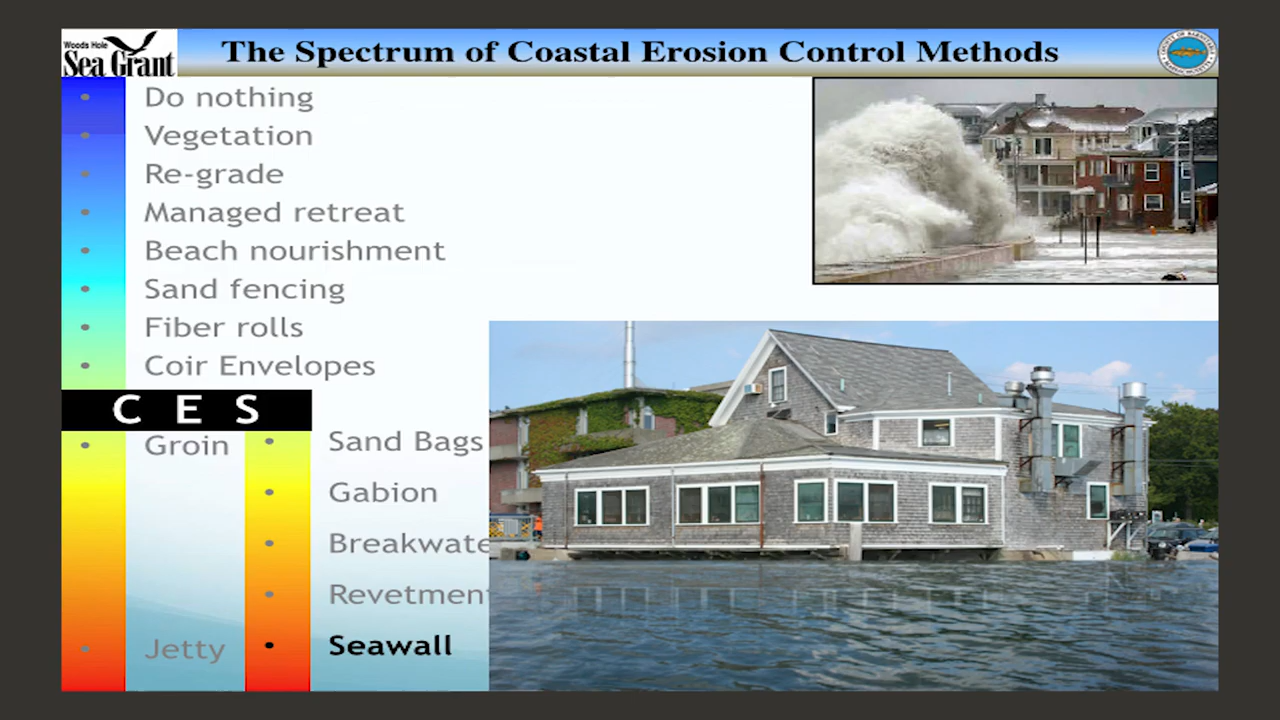 Woods Hole
Sea Grant
The Spectrum of Coastal Erosion Control Methods
• Do nothing
• Vegetation
• Re-grade
• Managed retreat
• Beach nourishment
• Sand fencing
• Fiber rolls
• Coir Envelopes
C E S
• Groin
• Jetty
• Sand Bags
• Gabion
• Breakwate
• Revetment
• Seawall